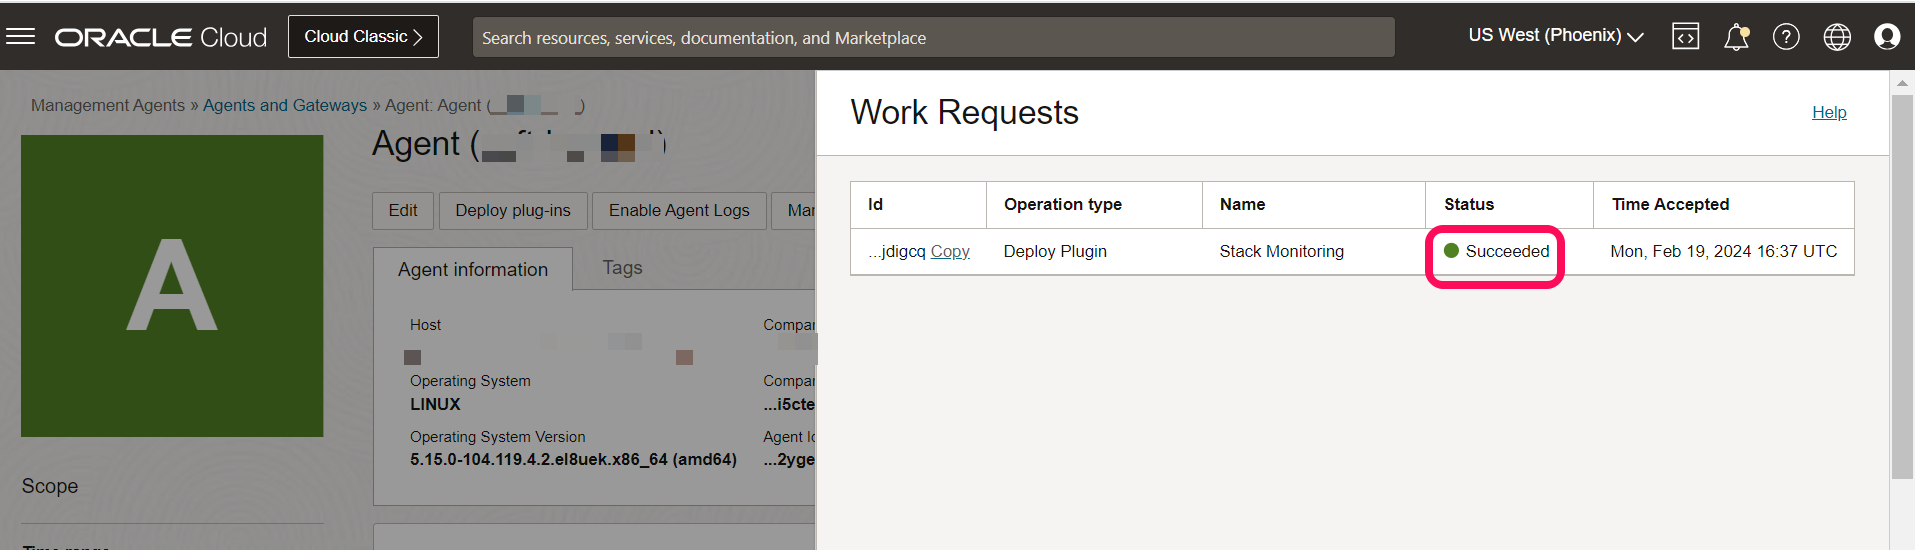 ORACLE Cloud
Cloud Classic
Search resources, services, documentation, and Marketplace
US West (Phoenix)
Management Agents » Agents and Gateways » Agent: Agent ( )
A
Agent ( )
Edit
Deploy plug-ins
Enable Agent Logs
Mar
Agent information
Tags
Host
Compar
Operating System
Compar
LINUX
...i5cte
Operating System Version
Agent Id
5.15.0-104.119.4.2.el8uek.x86_64 (amd64)
...2yge
Scope
Time range
Work Requests
Help
Id Operation type Name Status Time Accepted
...jdigcq Copy Deploy Plugin Stack Monitoring Succeeded Mon, Feb 19, 2024 16:37 UTC